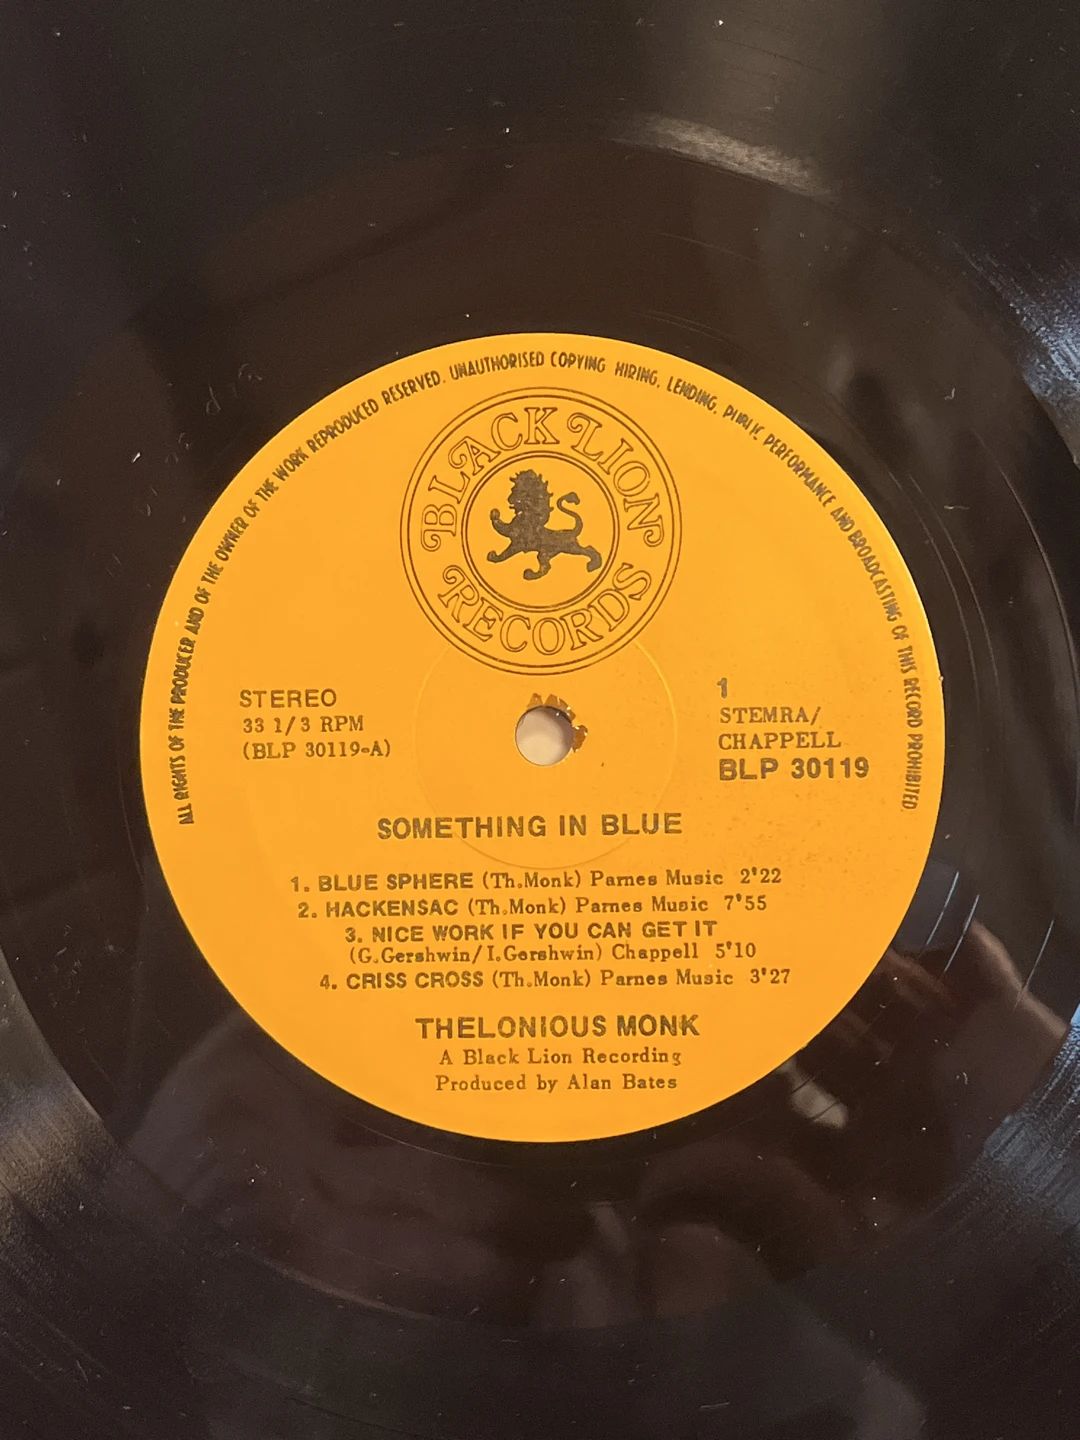 ALL RIGHTS OF THE PRODUCER AND OF THE OWNER OF THE WORK REPRODUCED RESERVED. UNAUTHORISED COPYING HIRING, LENDING, PUBLIC PERFORMANCE AND BROADCASTING OF THIS RECORD PROHIBITED.
BLACK LION
RECORDS
STEREO
33 1/3 RPM
(BLP 30119-A)
1
STEMRA/
CHAPPELL
BLP 30119
SOMETHING IN BLUE
1. BLUE SPHERE (Th.Monk) Parnes Music 2'22
2. HACKENSAC (Th.Monk) Parnes Music 7'55
3. NICE WORK IF YOU CAN GET IT
(G.Gershwin/I.Gershwin) Chappell 5'10
4. CRISS CROSS (Th.Monk) Parnes Music 3'27
THELONIOUS MONK
A Black Lion Recording
Produced by Alan Bates